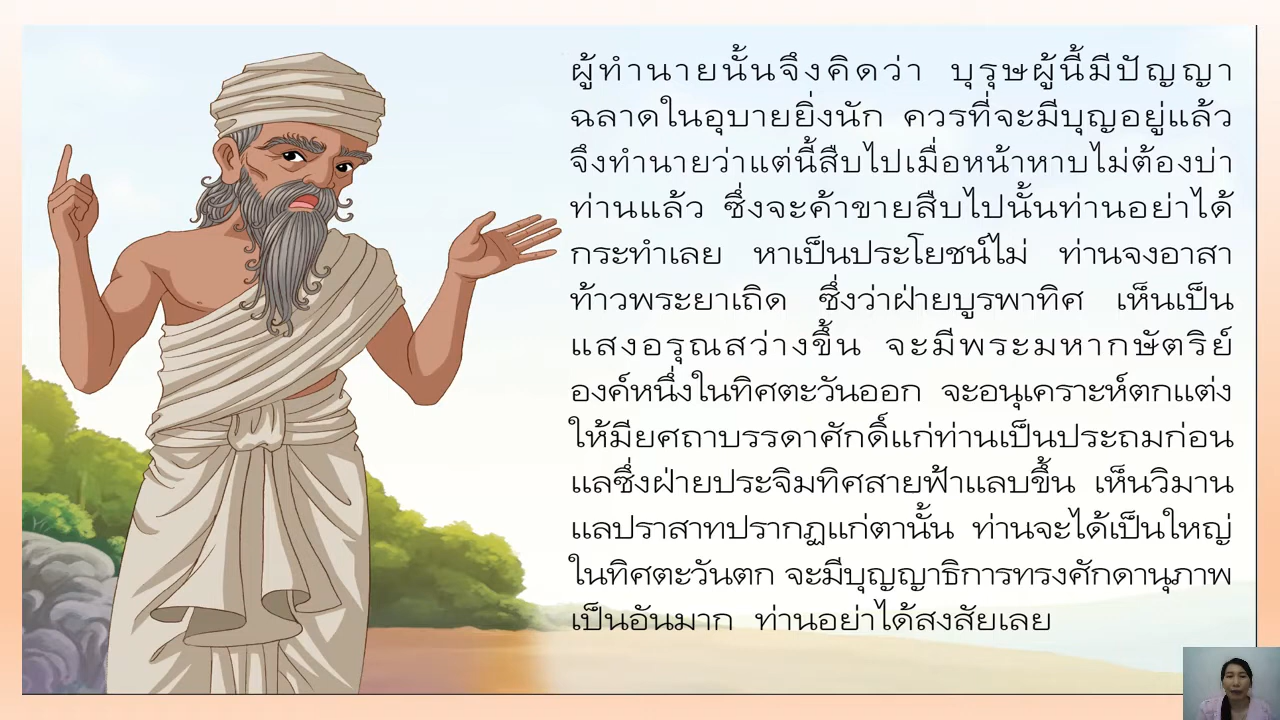 ผู้ทำนายนั้นจึงคิดว่า บุรุษผู้นี้มีปัญญา
ฉลาดในอุบายยิ่งนัก ควรที่จะมีบุญอยู่แล้ว
จึงทำนายว่าแต่นี้สืบไปเมื่อหน้าหาบไม่ต้องบ่า
ท่านแล้ว ซึ่งจะค้าขายสืบไปนั้นท่านอย่าได้
กระทำเลย หาเป็นประโยชน์ไม่ ท่านจงอาสา
ท้าวพระยาเถิด ซึ่งว่าฝ่ายบูรพาทิศ เห็นเป็น
แสงอรุณสว่างขึ้น จะมีพระมหากษัตริย์
องค์หนึ่งในทิศตะวันออก จะอนุเคราะห์ตกแต่ง
ให้มียศถาบรรดาศักดิ์แก่ท่านเป็นประถมก่อน
แลซึ่งฝ่ายประจิมทิศสายฟ้าแลบขึ้น เห็นวิมาน
แลปราสาทปรากฏแก่ตานั้น ท่านจะได้เป็นใหญ่
ในทิศตะวันตก จะมีบุญญาธิการทรงศักดานุภาพ
เป็นอันมาก ท่านอย่าได้สงสัยเลย